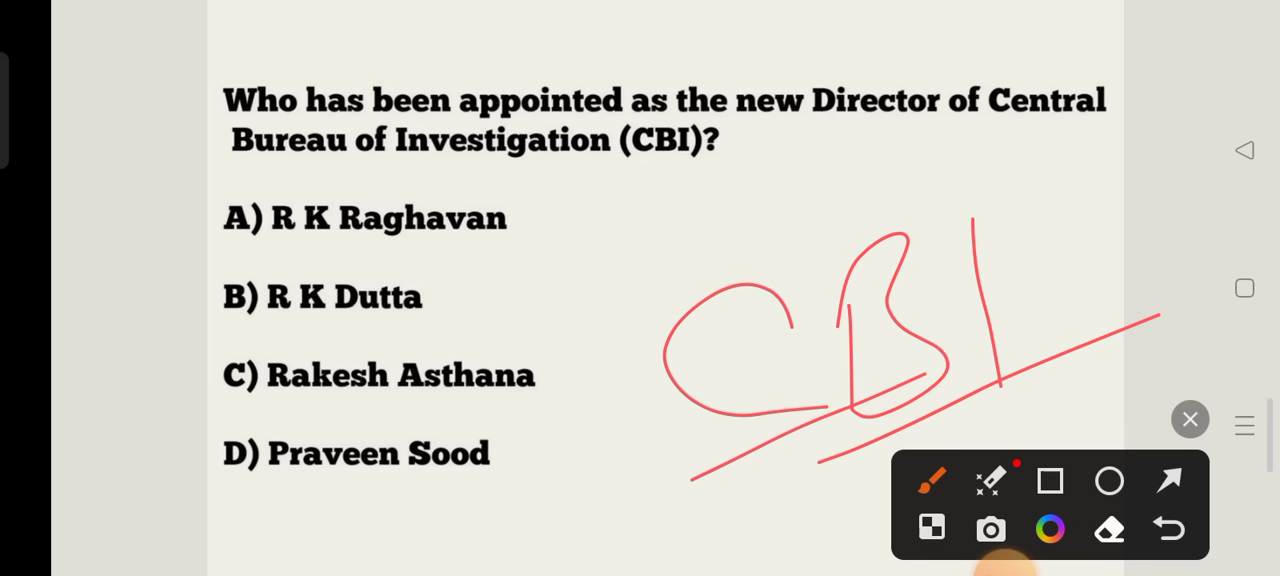 Who has been appointed as the new Director of Central
Bureau of Investigation (CBI)?
A) R K Raghavan
B) R K Dutta
C) Rakesh Asthana
D) Praveen Sood
CBI